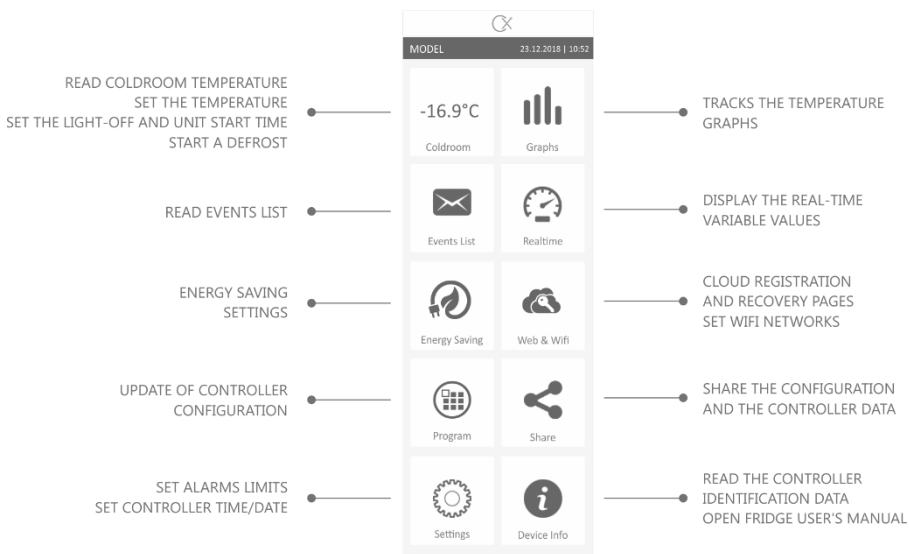 MODEL 23.12.2018 | 10:52
READ COLDROOM TEMPERATURE
SET THE TEMPERATURE
SET THE LIGHT-OFF AND UNIT START TIME
START A DEFROST
-16.9°C
Coldroom
Graphs
TRACKS THE TEMPERATURE
GRAPHS
READ EVENTS LIST
Events List
Realtime
DISPLAY THE REAL-TIME
VARIABLE VALUES
ENERGY SAVING
SETTINGS
Energy Saving
Web & Wifi
CLOUD REGISTRATION
AND RECOVERY PAGES
SET WIFI NETWORKS
UPDATE OF CONTROLLER
CONFIGURATION
Program
Share
SHARE THE CONFIGURATION
AND THE CONTROLLER DATA
SET ALARMS LIMITS
SET CONTROLLER TIME/DATE
Settings
Device Info
READ THE CONTROLLER
IDENTIFICATION DATA
OPEN FRIDGE USER'S MANUAL